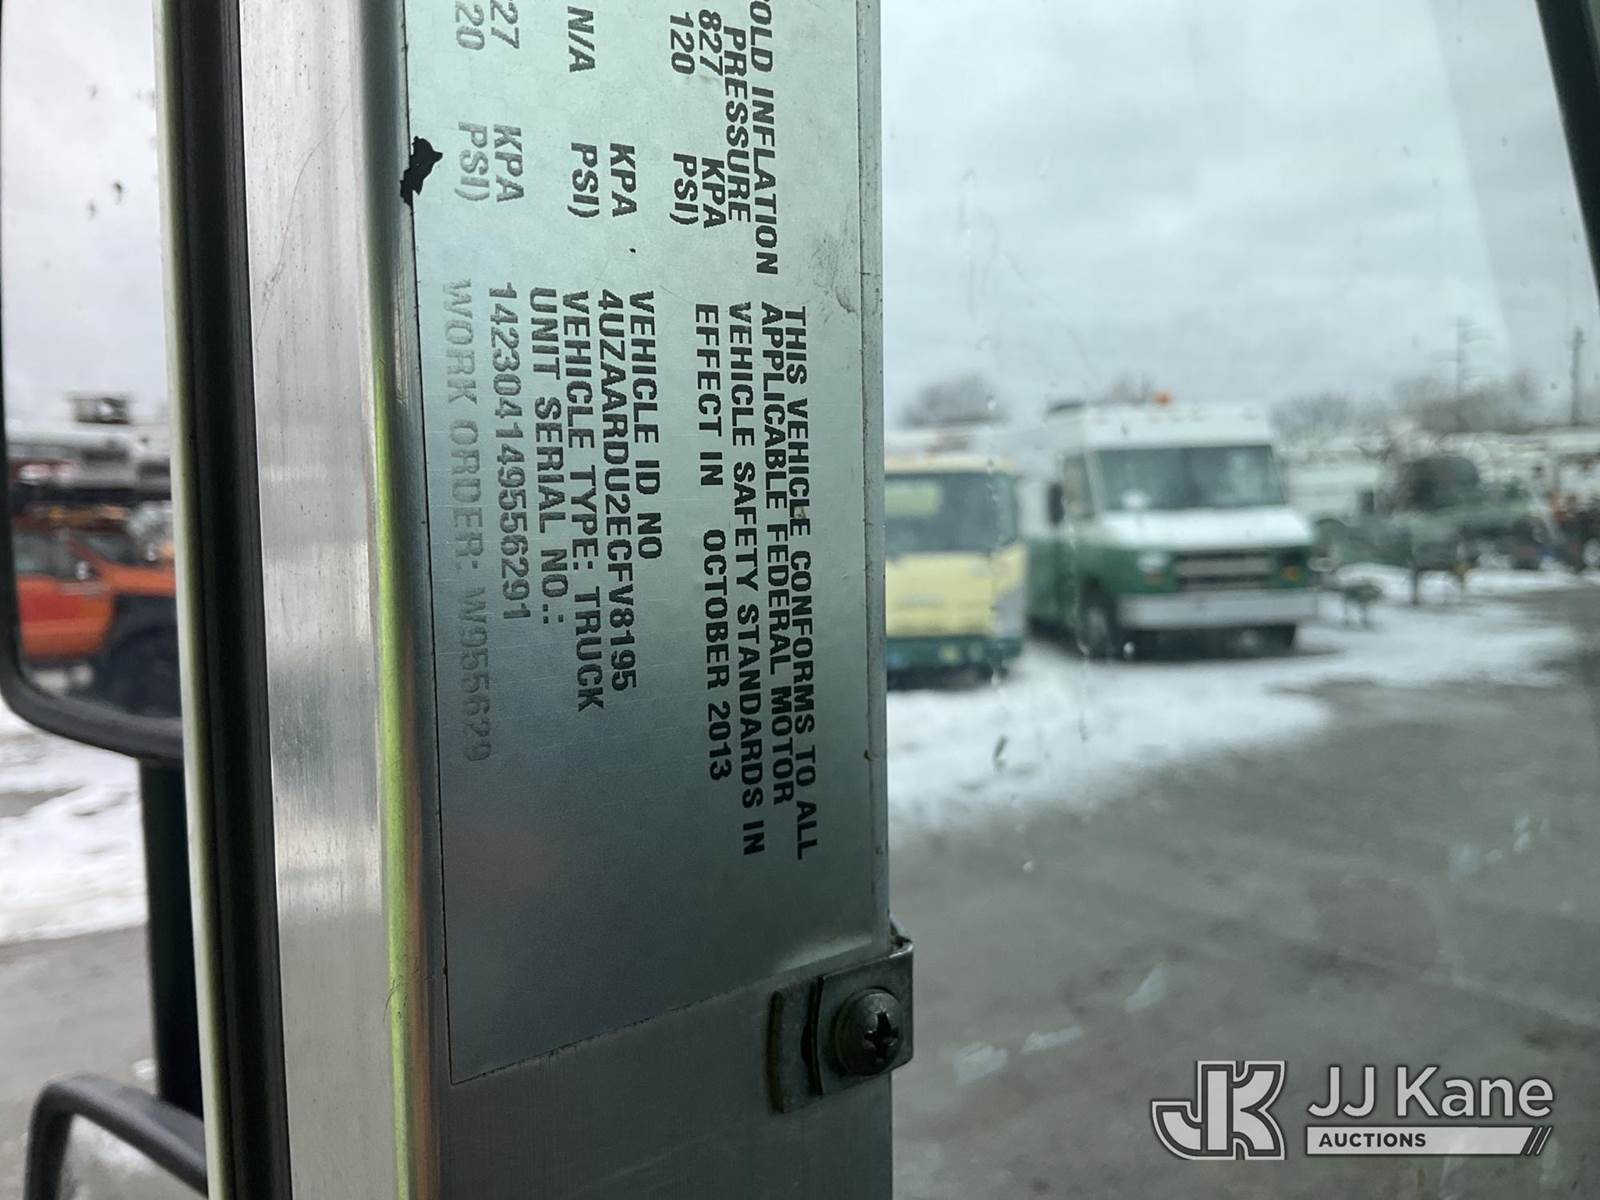 OLD INFLATION
PRESSURE
827 KPA
120 PSI)
KPA
N/A PSI)
27 KPA
20 PSI)
THIS VEHICLE CONFORMS TO ALL
APPLICABLE FEDERAL MOTOR
VEHICLE SAFETY STANDARDS IN
EFFECT IN OCTOBER 2013
VEHICLE ID NO
4UZAARDU2ECFV8195
VEHICLE TYPE: TRUCK
UNIT SERIAL NO.:
142304149556291
WORK ORDER: W9555629
JK JJ Kane
AUCTIONS